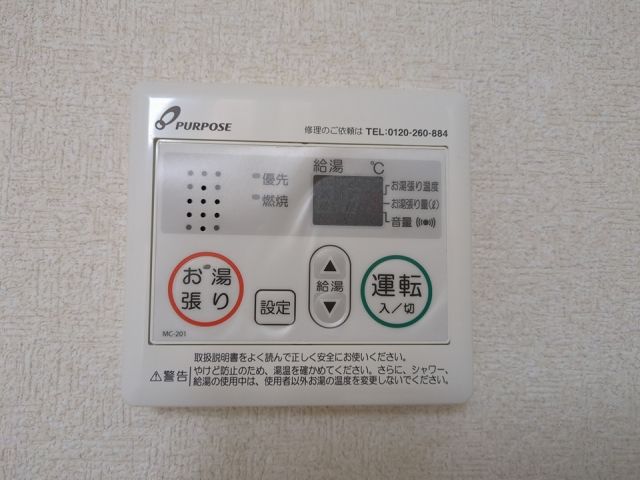 PURPOSE
修理のご依頼は TEL:0120-260-884
給湯 ℃
優先
燃焼
お湯張り温度
お湯張り量(ℓ)
音量
お湯
張り
設定
▲
給湯
▼
運転
入/切
MC-201
取扱説明書をよく読んで正しく安全にお使いください。
⚠警告
やけど防止のため、湯温を確かめてください。さらに、シャワー、
給湯の使用中は、使用者以外お湯の温度を変更しないでください。